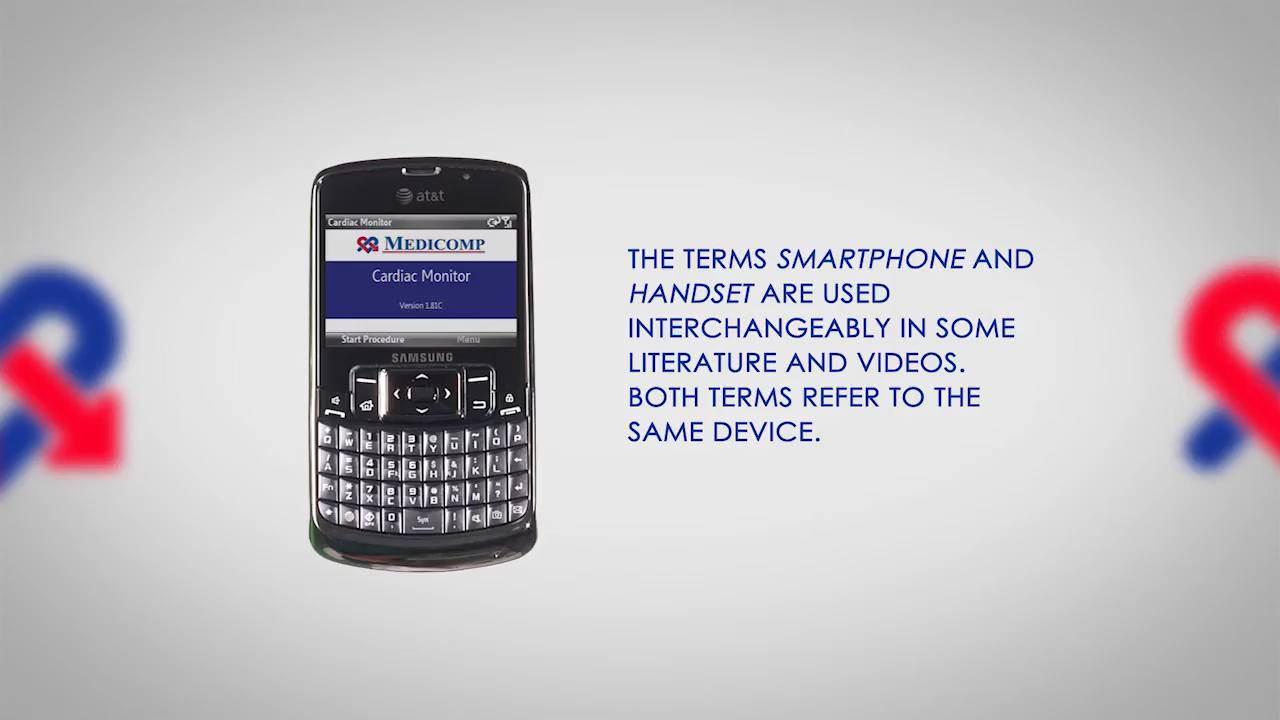 at&t
Cardiac Monitor
MEDICOMP
Cardiac Monitor
Version 1.81C
Start Procedure Menu
SAMSUNG
THE TERMS SMARTPHONE AND
HANDSET ARE USED
INTERCHANGEABLY IN SOME
LITERATURE AND VIDEOS.
BOTH TERMS REFER TO THE
SAME DEVICE.